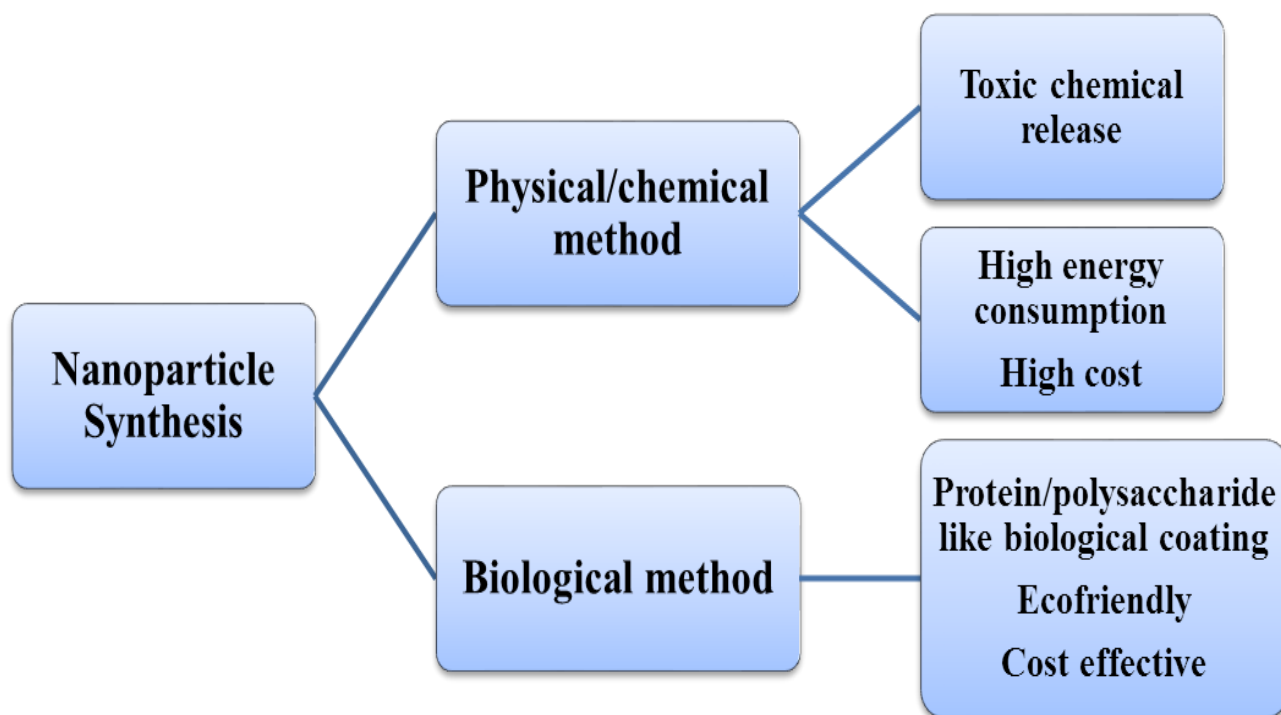 Nanoparticle
Synthesis
Physical/chemical
method
Toxic chemical
release
High energy
consumption
High cost
Biological method
Protein/polysaccharide
like biological coating
Ecofriendly
Cost effective